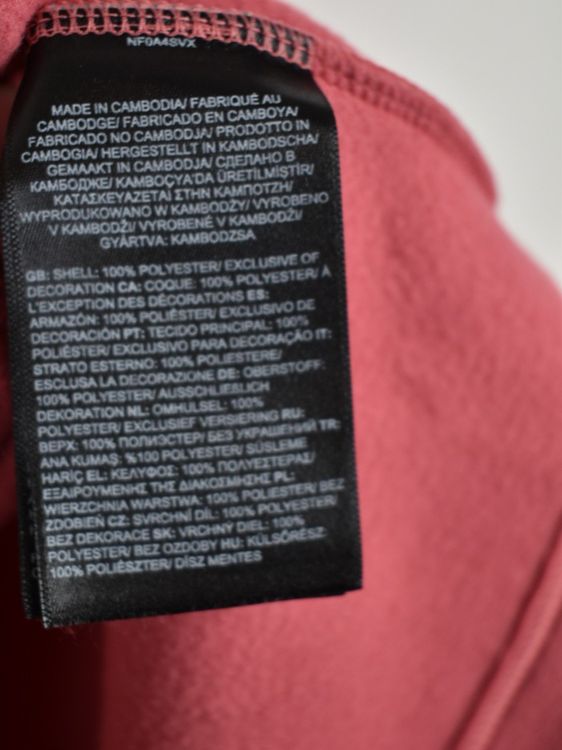 NF0A4SVX
MADE IN CAMBODIA/ FABRIQUÉ AU
CAMBODGE/ FABRICADO EN CAMBOYA/
FABRICADO NO CAMBODJA/ PRODOTTO IN
CAMBOGIA/ HERGESTELLT IN KAMBODSCHA/
GEMAAKT IN CAMBODJA/ СДЕЛАНО В
КАМБОДЖЕ/ KAMBOÇYA'DA ÜRETİLMİŞTİR/
ΚΑΤΑΣΚΕΥΑΖΕΤΑΙ ΣΤΗΝ ΚΑΜΠΟΤΖΗ/
WYPRODUKOWANO W KAMBODŻY/ VYROBENO
V KAMBODŽI/ VYROBENÉ V KAMBODŽI/
GYÁRTVA: KAMBODZSA
GB: SHELL: 100% POLYESTER/ EXCLUSIVE OF
DECORATION CA: COQUE: 100% POLYESTER/ À
L'EXCEPTION DES DÉCORATIONS ES:
ARMAZÓN: 100% POLIÉSTER/ EXCLUSIVO DE
DECORACIÓN PT: TECIDO PRINCIPAL: 100%
POLIÉSTER/ EXCLUSIVO PARA DECORAÇÃO IT:
STRATO ESTERNO: 100% POLIESTERE/
ESCLUSA LA DECORAZIONE DE: OBERSTOFF:
100% POLYESTER/ AUSSCHLIESSLICH
DEKORATION NL: OMHULSEL: 100%
POLYESTER/ EXCLUSIEF VERSIERING RU:
ВЕРХ: 100% ПОЛИЭСТЕР/ БЕЗ УКРАШЕНИЙ TR:
ANA KUMAŞ: %100 POLYESTER/ SÜSLEME
HARİÇ EL: ΚΕΛΥΦΟΣ: 100% ΠΟΛΥΕΣΤΕΡΑΣ/
ΕΞΑΙΡΟΥΜΕΝΗΣ ΤΗΣ ΔΙΑΚΟΣΜΗΣΗΣ PL:
WIERZCHNIA WARSTWA: 100% POLIESTER/ BEZ
ZDOBIEŃ CZ: SVRCHNÍ DÍL: 100% POLYESTER/
BEZ DEKORACE SK: VRCHNÝ DIEL: 100%
POLYESTER/ BEZ OZDOBY HU: KÜLSŐRÉSZ:
100% POLIÉSZTER/ DÍSZ MENTES